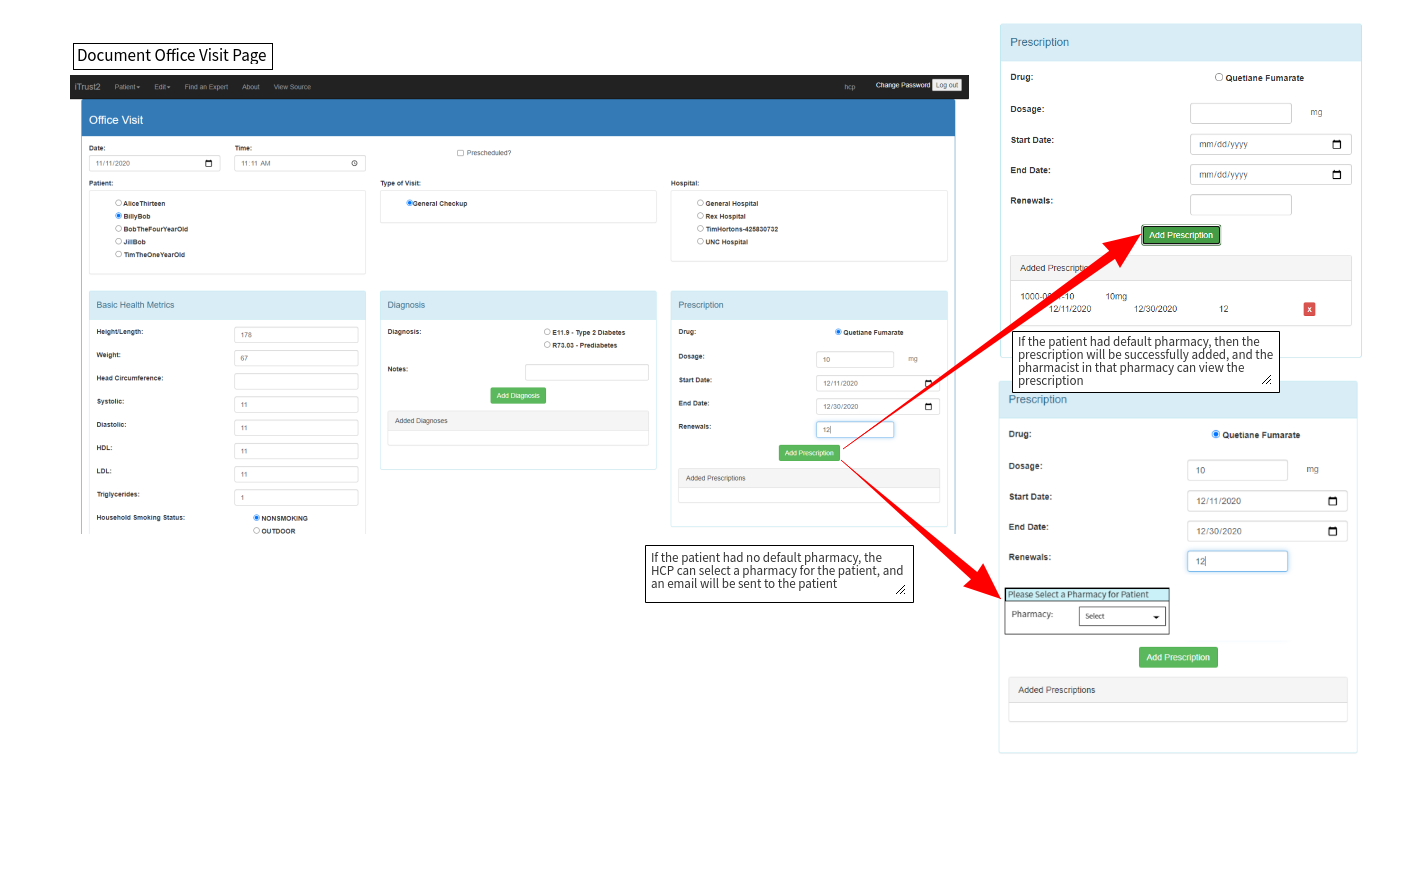 Document Office Visit Page
iTrust2 Patient Edit Find an Expert About View Source hcp Change Password Log out
Office Visit
Date: Time:
11/11/2020 11:11 AM Prescheduled?
Patient: Type of Visit: Hospital:
AliceThirteen General Checkup General Hospital
BillyBob Rex Hospital
BobTheFourYearOld TimHortons-425830732
JillBob UNC Hospital
TimTheOneYearOld
Basic Health Metrics
Height/Length: 178
Weight: 67
Head Circumference:
Systolic: 11
Diastolic: 11
HDL: 11
LDL: 11
Triglycerides: 1
Household Smoking Status: NONSMOKING
OUTDOOR
Diagnosis
Diagnosis: E11.9 - Type 2 Diabetes
R73.03 - Prediabetes
Notes:
Add Diagnosis
Added Diagnoses
Prescription
Drug: Quetiane Fumarate
Dosage: 10 mg
Start Date: 12/11/2020
End Date: 12/30/2020
Renewals: 12
Add Prescription
Added Prescriptions
If the patient had no default pharmacy, the
HCP can select a pharmacy for the patient, and
an email will be sent to the patient
Prescription
Drug: Quetiane Fumarate
Dosage: mg
Start Date: mm/dd/yyyy
End Date: mm/dd/yyyy
Renewals:
Add Prescription
Added
10mg
12/11/2020 12/30/2020 12 x
If the patient had default pharmacy, then the
prescription will be successfully added, and the
pharmacist in that pharmacy can view the
prescription
Prescription
Drug: Quetiane Fumarate
Dosage: 10 mg
Start Date: 12/11/2020
End Date: 12/30/2020
Renewals: 12
Please Select a Pharmacy for Patient
Pharmacy: Select
Add Prescription
Added Prescriptions